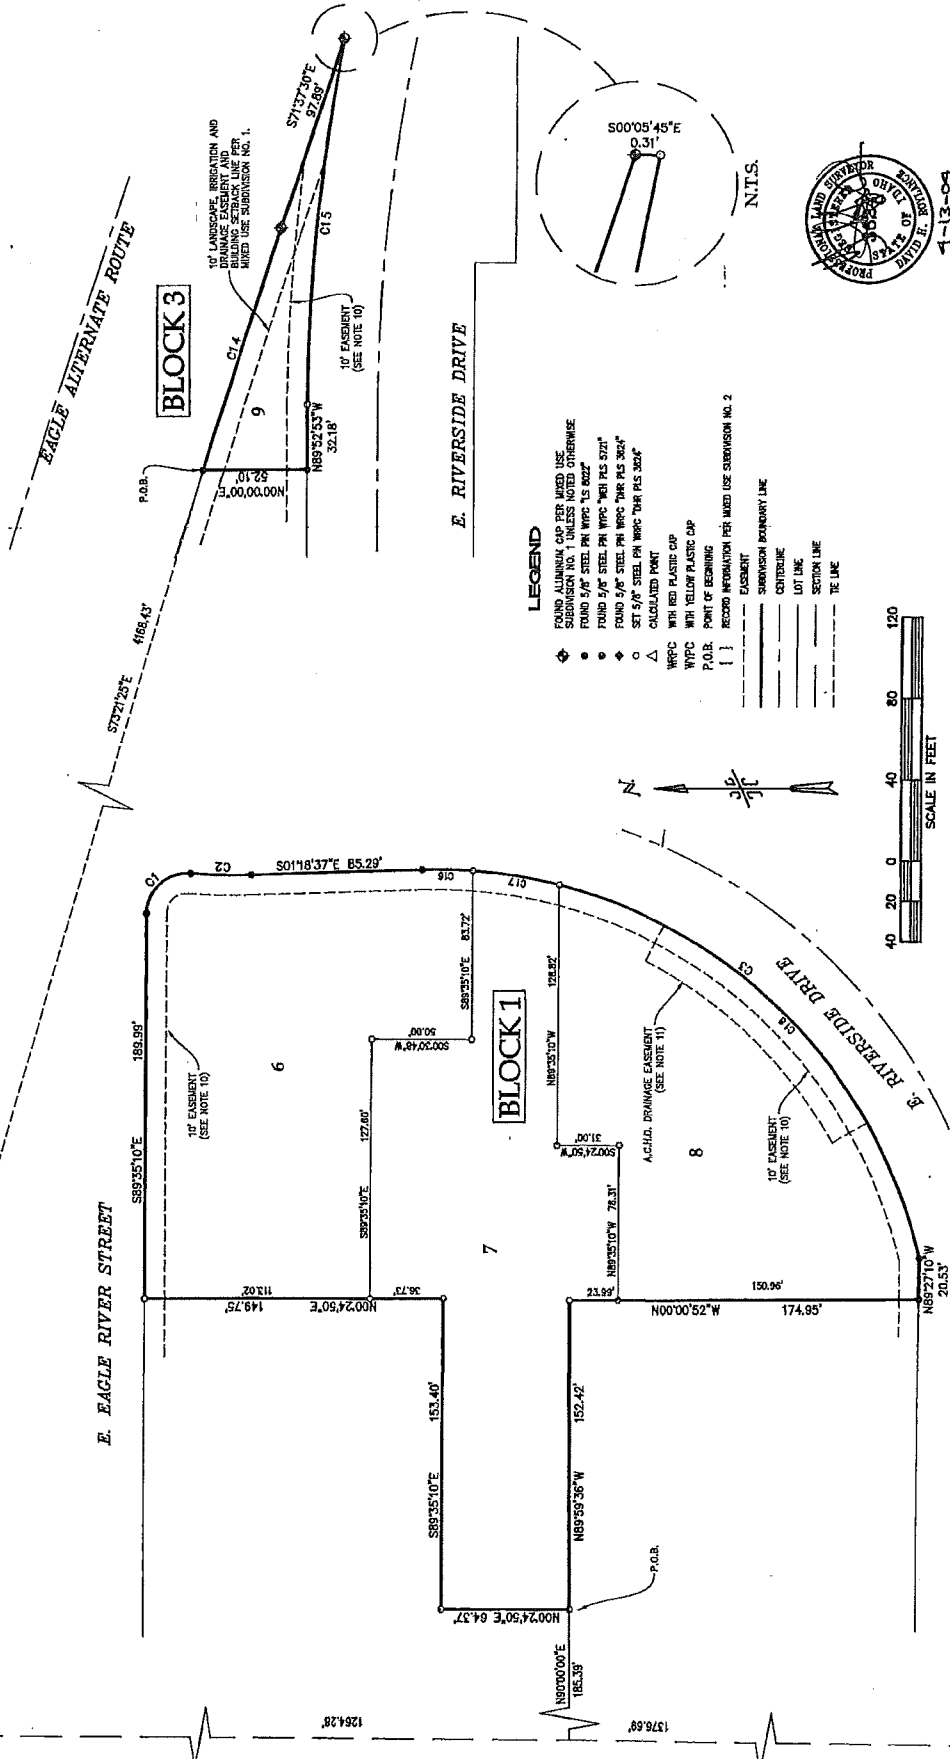 EAGLE ALTERNATE ROUTE
BLOCK 3
S71°37'30"E
97.89'
10' LANDSCAPE, IRRIGATION AND
DRAINAGE EASEMENT AND
BUILDING SETBACK LINE PER
MIXED USE SUBDIVISION NO. 1.
C14
C15
9
10' EASEMENT
(SEE NOTE 10)
P.O.B.
N00°00'00"E
52.10'
N89°52'53"W
32.18'
E. RIVERSIDE DRIVE
S00°05'45"E
0.31'
N.T.S.
PROFESSIONAL LAND SURVEYOR
REGISTERED
STATE OF
IDAHO
DAVID H. ROYLANCE
S73°21'25"E
4168.43'
LEGEND
FOUND ALUMINUM CAP PER MIXED USE
SUBDIVISION NO. 1 UNLESS NOTED OTHERWISE
FOUND 5/8" STEEL PIN WYPC "LS 8022"
FOUND 5/8" STEEL PIN WYPC "WEH PLS 5721"
FOUND 5/8" STEEL PIN WRPC "DHR PLS 3624"
SET 5/8" STEEL PIN WRPC "DHR PLS 3624"
CALCULATED POINT
WRPC WITH RED PLASTIC CAP
WYPC WITH YELLOW PLASTIC CAP
P.O.B. POINT OF BEGINNING
[ ] RECORD INFORMATION PER MIXED USE SUBDIVISION NO. 2
EASEMENT
SUBDIVISION BOUNDARY LINE
CENTERLINE
LOT LINE
SECTION LINE
TIE LINE
N.
40 20 0 40 80 120
SCALE IN FEET
E. EAGLE RIVER STREET
S89°35'10"E
189.99'
C1
C2
S01°18'37"E 85.29'
C16
C17
10' EASEMENT
(SEE NOTE 10)
6
113.02'
149.75'
N00°24'50"E
36.73'
S89°35'10"E
127.60'
S00°30'48"W
50.00'
S89°35'10"E
83.72'
BLOCK 1
N89°35'10"W
128.82'
7
S00°24'50"W
31.00'
N89°35'10"W
78.31'
A.C.H.D. DRAINAGE EASEMENT
(SEE NOTE 11)
8
10' EASEMENT
(SEE NOTE 10)
C3
C18
E. RIVERSIDE DRIVE
23.99'
N00°00'52"W
150.96'
174.95'
N89°27'10"W
20.53'
S89°35'10"E
153.40'
N89°59'36"W
152.42'
N00°24'50"E 64.37'
P.O.B.
N90°00'00"E
185.39'
1264.28'
1376.69'